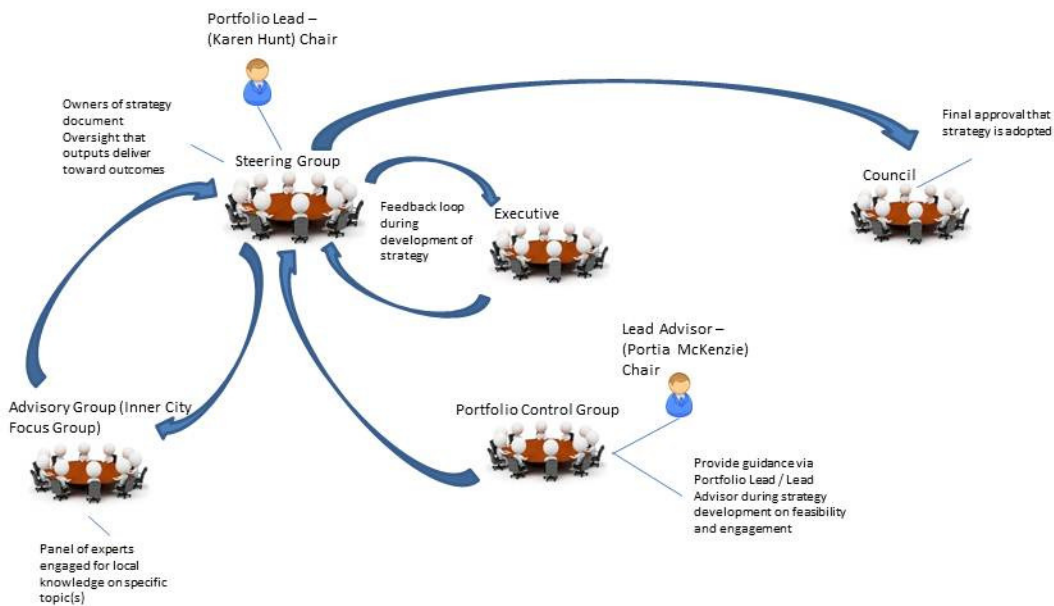 Portfolio Lead –
(Karen Hunt) Chair
Owners of strategy
document
Oversight that
outputs deliver
toward outcomes
Steering Group
Feedback loop
during
development of
strategy
Executive
Final approval that
strategy is adopted
Council
Lead Advisor –
(Portia McKenzie)
Chair
Advisory Group (Inner City
Focus Group)
Portfolio Control Group
Provide guidance via
Portfolio Lead / Lead
Advisor during strategy
development on feasibility
and engagement
Panel of experts
engaged for local
knowledge on specific
topic(s)